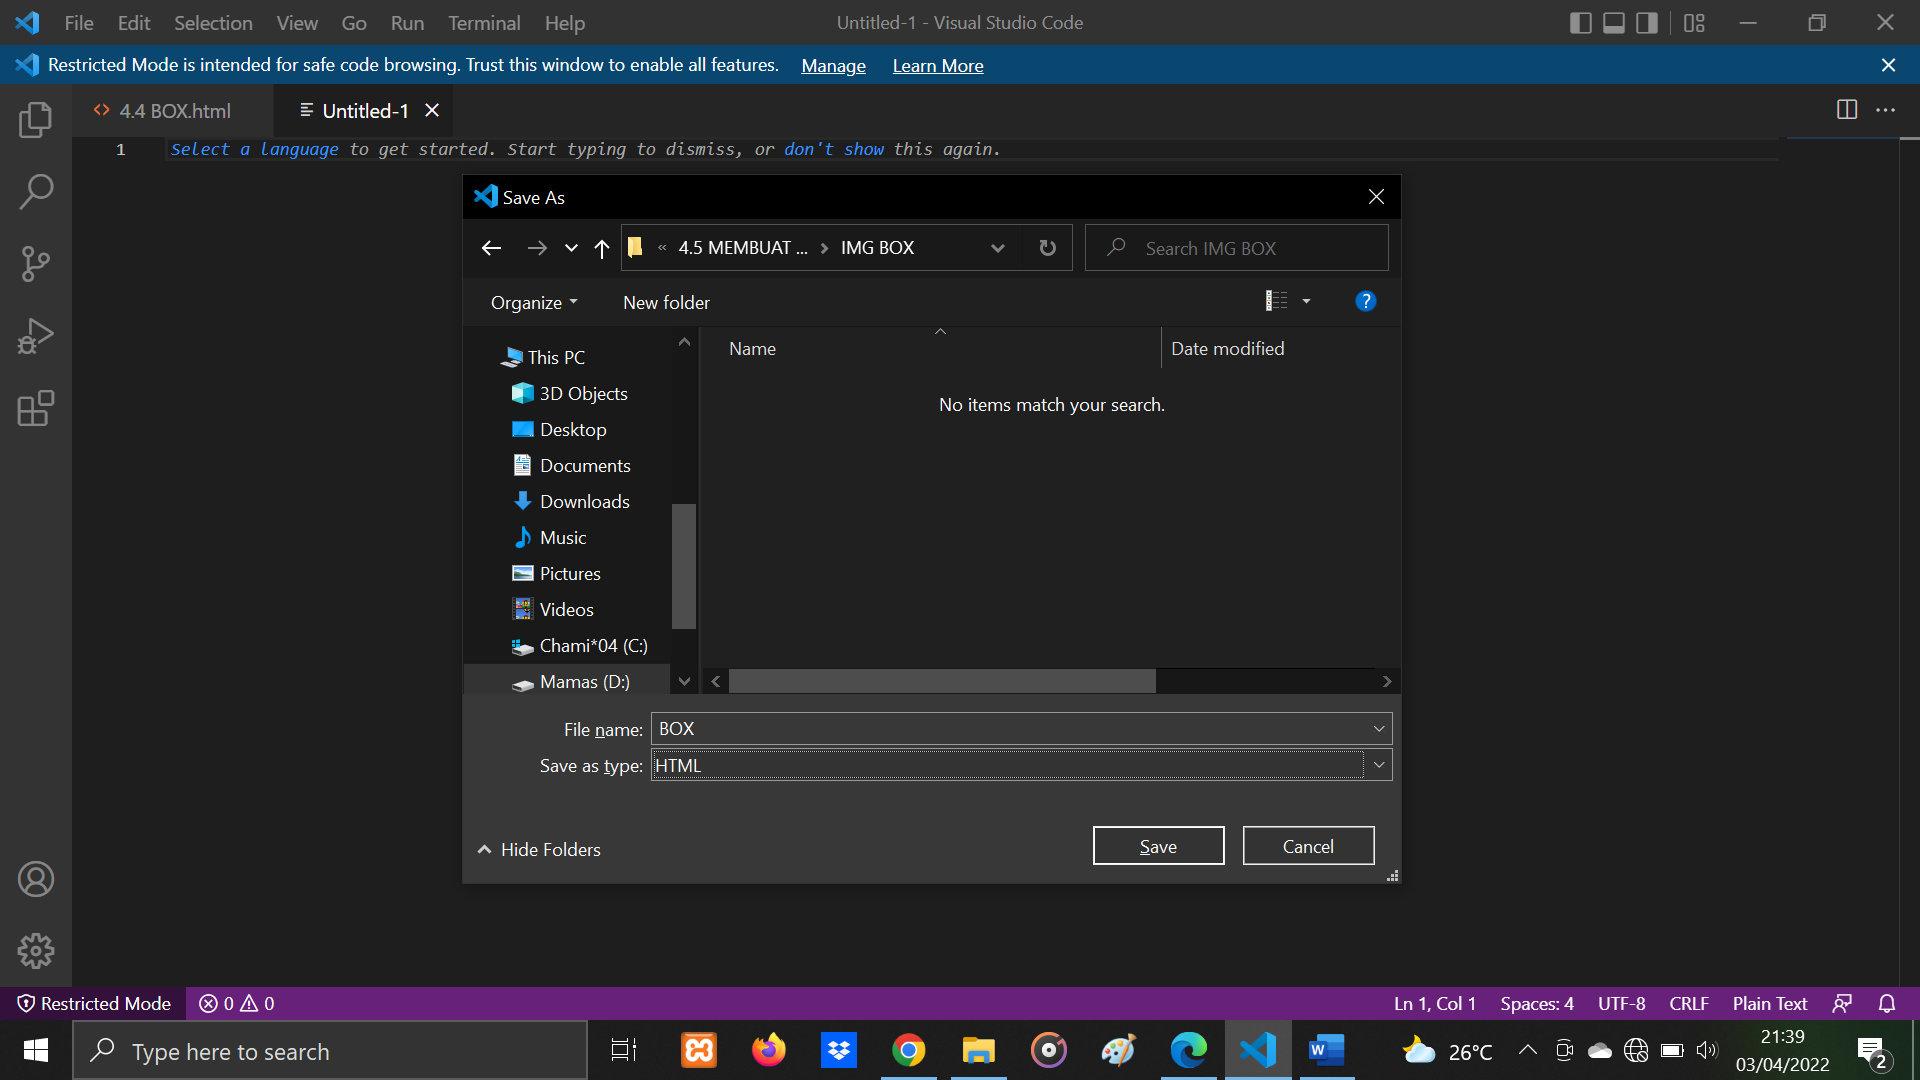 File Edit Selection View Go Run Terminal Help Untitled-1 - Visual Studio Code
Restricted Mode is intended for safe code browsing. Trust this window to enable all features. Manage Learn More
4.4 BOX.html Untitled-1
1 Select a language to get started. Start typing to dismiss, or don't show this again.
Save As
« 4.5 MEMBUAT ... IMG BOX Search IMG BOX
Organize New folder
Name Date modified
No items match your search.
This PC
3D Objects
Desktop
Documents
Downloads
Music
Pictures
Videos
Chami*04 (C:)
Mamas (D:)
File name: BOX
Save as type: HTML
Hide Folders Save Cancel
Restricted Mode 0 0 Ln 1, Col 1 Spaces: 4 UTF-8 CRLF Plain Text
Type here to search 26°C 21:39
03/04/2022 2